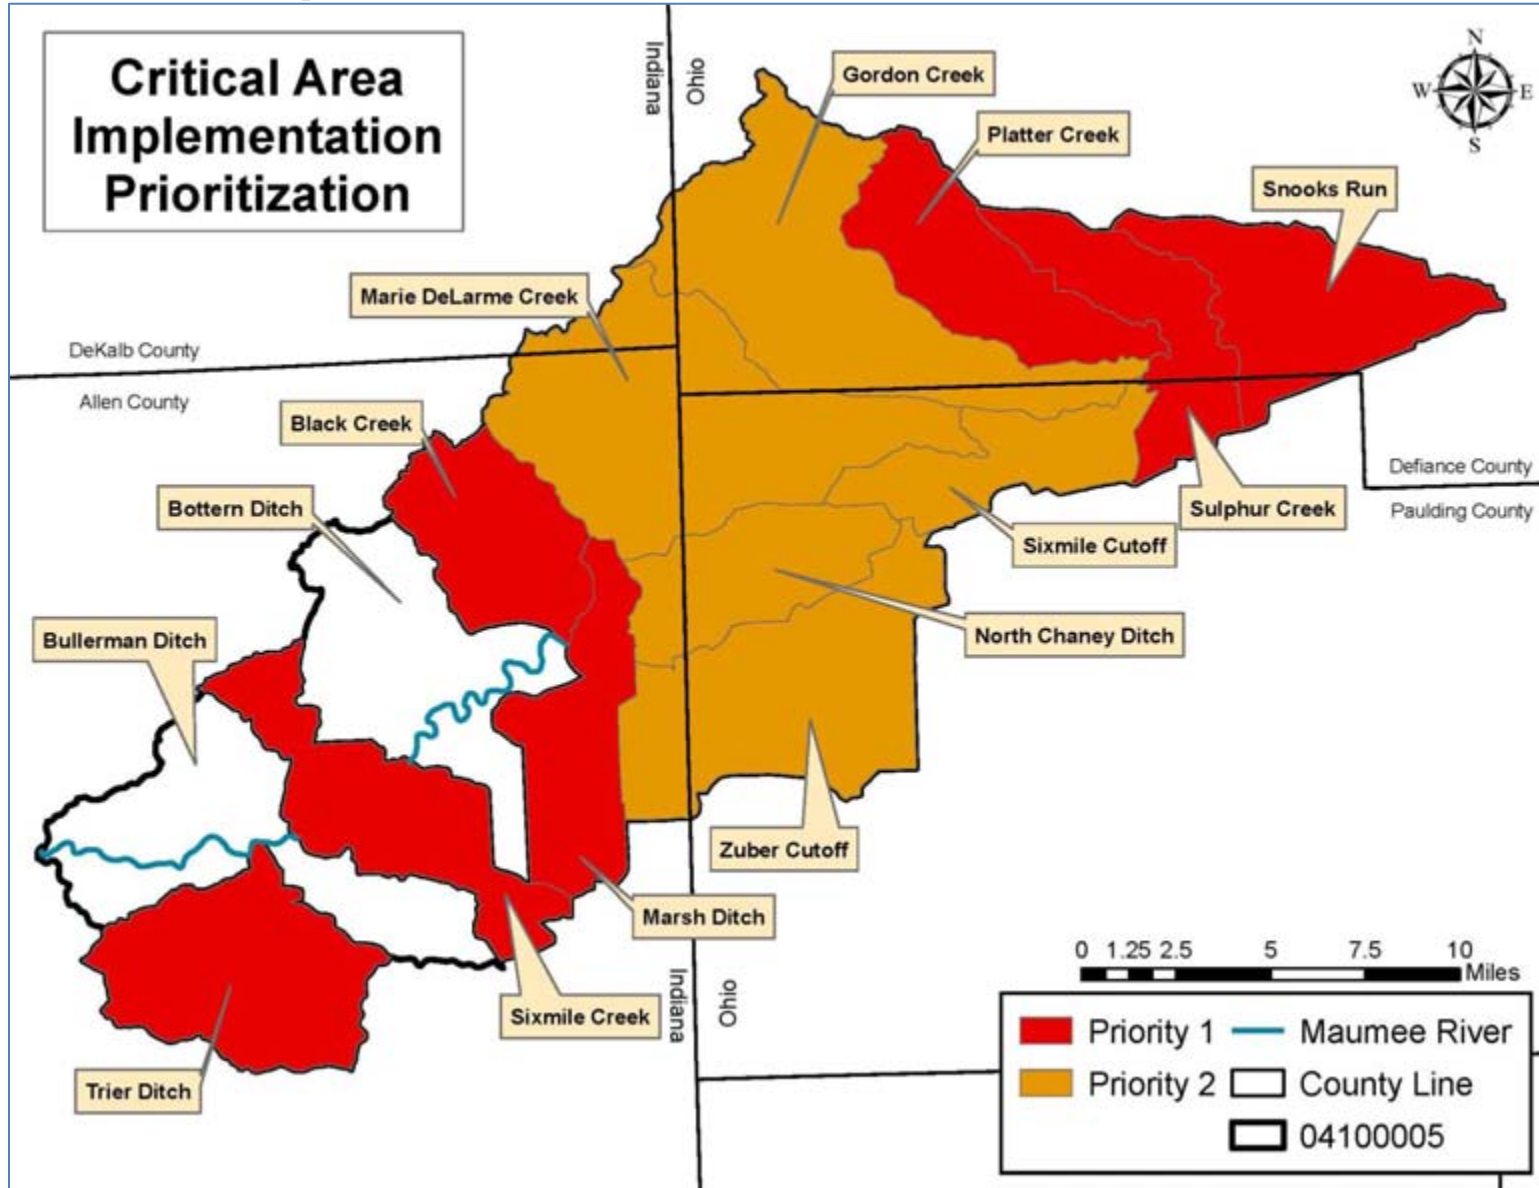 Critical Area
Implementation
Prioritization
Indiana
Ohio
N
W
E
S
Gordon Creek
Platter Creek
Snooks Run
Marie DeLarme Creek
DeKalb County
Allen County
Black Creek
Defiance County
Paulding County
Bottern Ditch
Sulphur Creek
Sixmile Cutoff
Bullerman Ditch
North Chaney Ditch
Zuber Cutoff
Marsh Ditch
Sixmile Creek
Indiana
Ohio
Trier Ditch
0 1.25 2.5 5 7.5 10
Miles
Priority 1 Maumee River
Priority 2 County Line
04100005